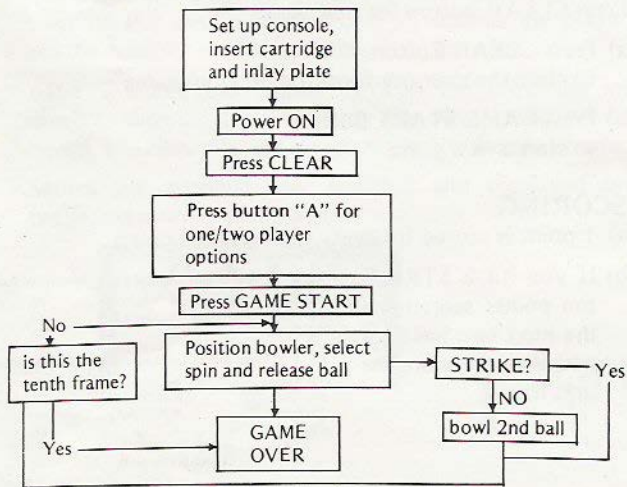 Set up console,
insert cartridge
and inlay plate
Power ON
Press CLEAR
Press button “A” for
one/two player
options
Press GAME START
No
is this the
tenth frame?
Position bowler, select
spin and release ball
STRIKE?
Yes
NO
bowl 2nd ball
Yes
GAME
OVER